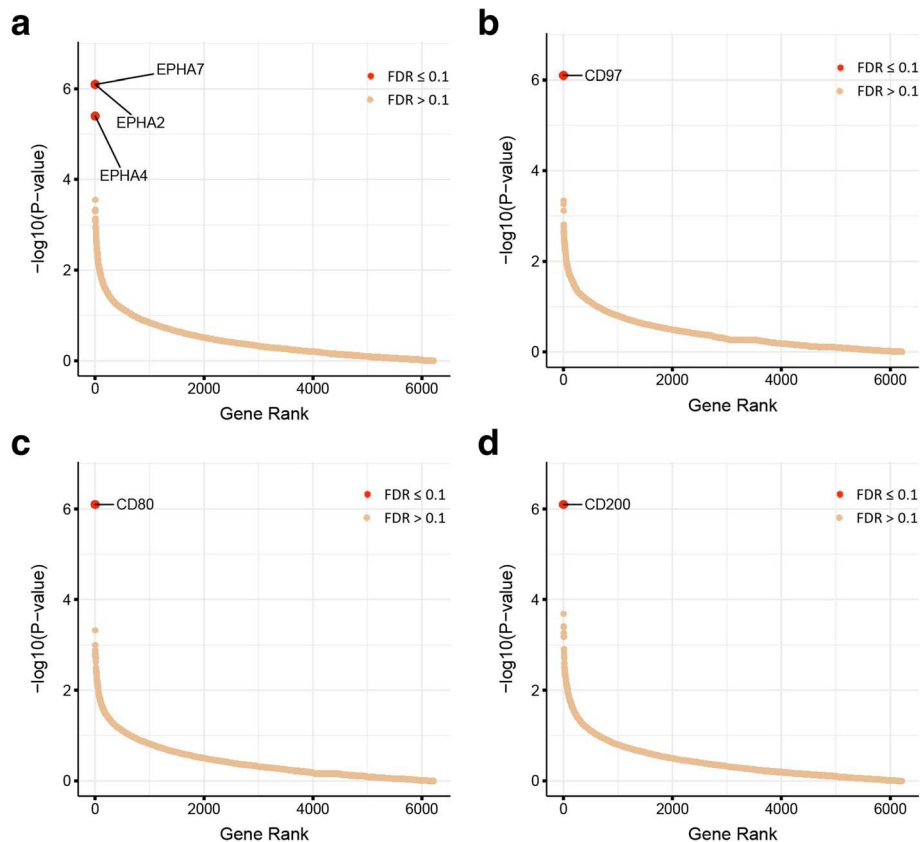 a
EPHA7
EPHA2
EPHA4
FDR ≤ 0.1
FDR > 0.1
−log10(P−value)
6
4
2
0
0 2000 4000 6000
Gene Rank
b
CD97
FDR ≤ 0.1
FDR > 0.1
−log10(P−value)
6
4
2
0
0 2000 4000 6000
Gene Rank
c
CD80
FDR ≤ 0.1
FDR > 0.1
−log10(P−value)
6
4
2
0
0 2000 4000 6000
Gene Rank
d
CD200
FDR ≤ 0.1
FDR > 0.1
−log10(P−value)
6
4
2
0
0 2000 4000 6000
Gene Rank